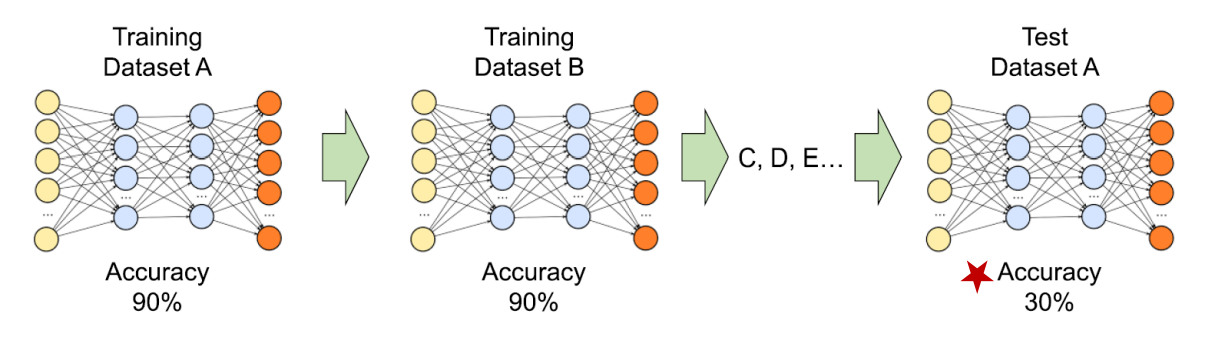 Training
Dataset A
Training
Dataset B
Test
Dataset A
...
...
...
...
...
...
C, D, E...
...
...
...
Accuracy
90%
Accuracy
90%
Accuracy
30%